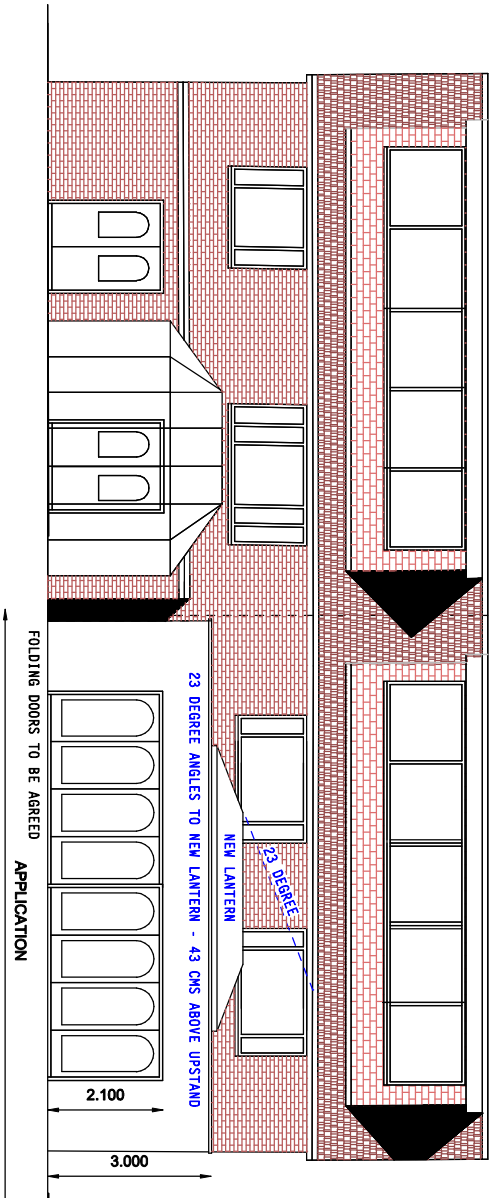 23 DEGREE
NEW LANTERN
23 DEGREE ANGLES TO NEW LANTERN - 43 CMS ABOVE UPSTAND
2.100
3.000
FOLDING DOORS TO BE AGREED
APPLICATION